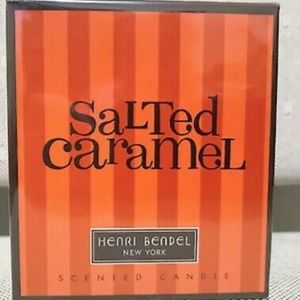 SaLTed
caramel
HENRI BENDEL
NEW YORK
SCENTED CANDLE